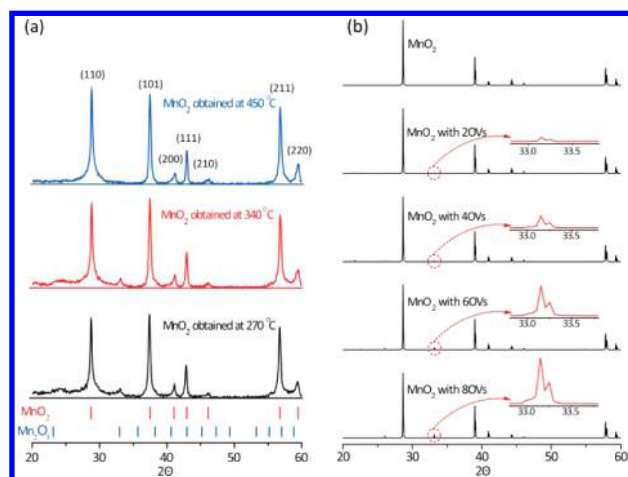 (a)
(110)
(101)
(211)
MnO₂ obtained at 450 °C
(111)
(200)
(210)
(220)
MnO₂ obtained at 340 °C
MnO₂ obtained at 270 °C
MnO₂
Mn₂O₃
20 30 40 50 60
2Θ
(b)
MnO₂
MnO₂ with 2OVs
33.0 33.5
MnO₂ with 4OVs
33.0 33.5
MnO₂ with 6OVs
33.0 33.5
MnO₂ with 8OVs
33.0 33.5
20 30 40 50 60
2Θ